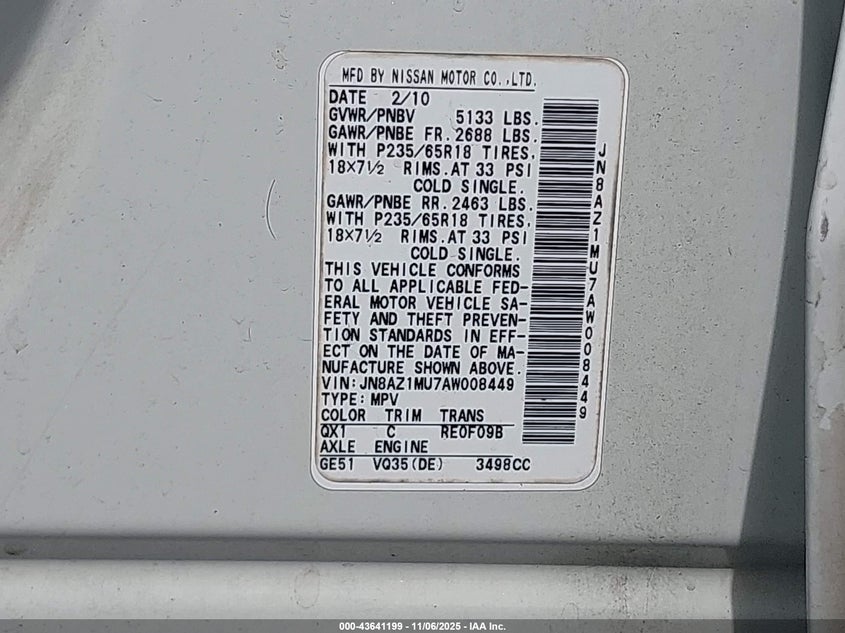 MFD BY NISSAN MOTOR CO.,LTD.
DATE 2/10
GVWR/PNBV 5133 LBS.
GAWR/PNBE FR. 2688 LBS.
WITH P235/65R18 TIRES,
18×7½ RIMS.AT 33 PSI
COLD SINGLE.
GAWR/PNBE RR. 2463 LBS.
WITH P235/65R18 TIRES,
18×7½ RIMS.AT 33 PSI
COLD SINGLE.
THIS VEHICLE CONFORMS
TO ALL APPLICABLE FED-
ERAL MOTOR VEHICLE SA-
FETY AND THEFT PREVEN-
TION STANDARDS IN EFF-
ECT ON THE DATE OF MA-
NUFACTURE SHOWN ABOVE.
VIN:JN8AZ1MU7AW008449
TYPE:MPV
COLOR TRIM TRANS
QX1 C RE0F09B
AXLE ENGINE
GE51 VQ35(DE) 3498CC
JN8AZ1MU7AW008449
000-43641199 - 11/06/2025 - IAA Inc.